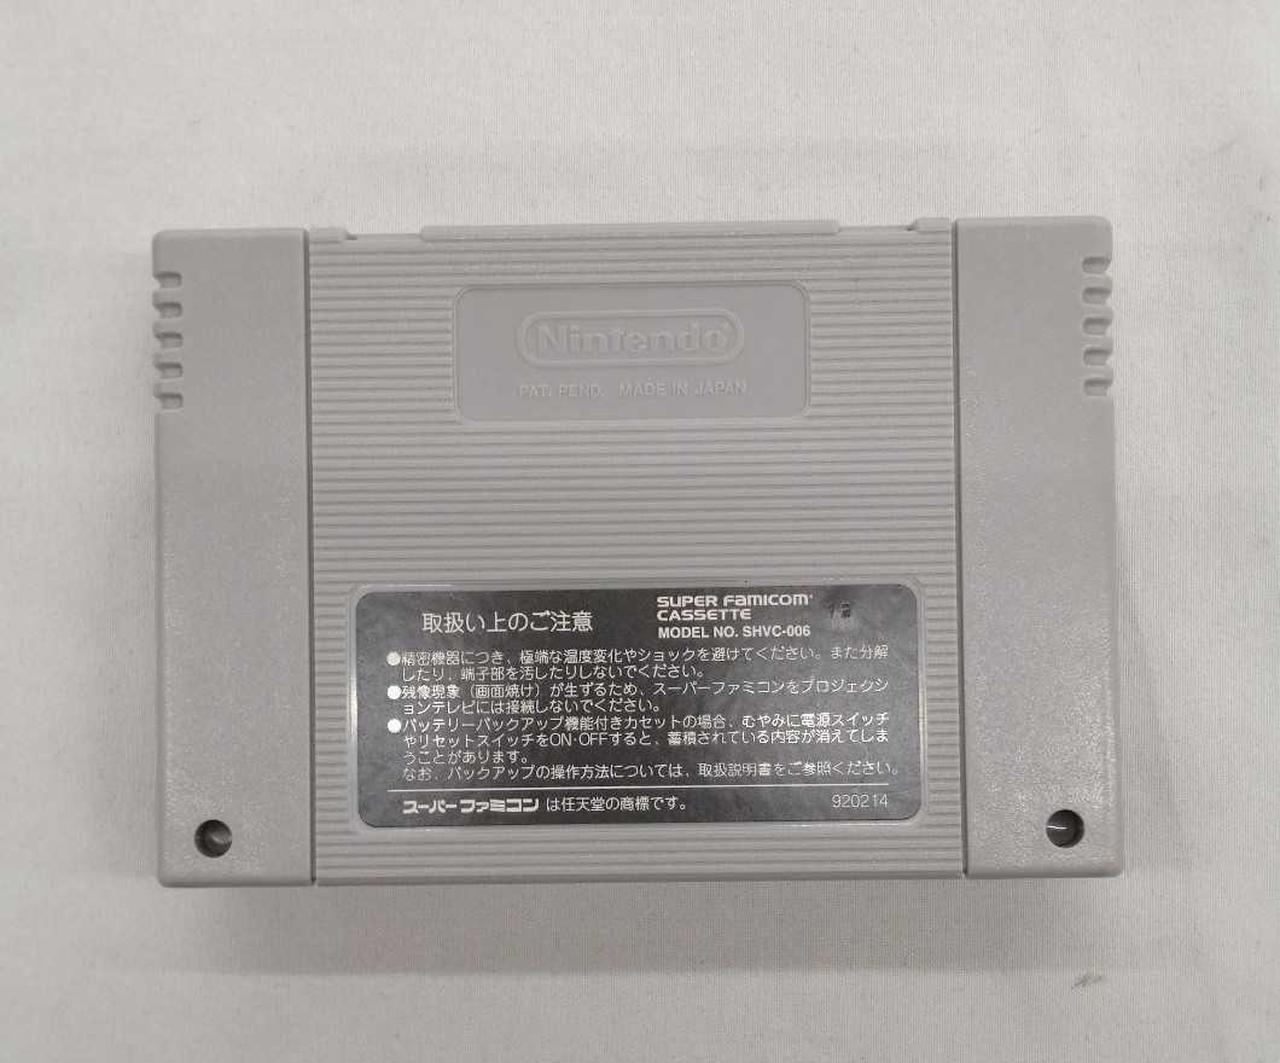 Nintendo®
PAT. PEND. MADE IN JAPAN
取扱い上のご注意
SUPER FAMICOM
CASSETTE
MODEL NO. SHVC-006
●精密機器につき、極端な温度変化やショックを避けてください。また分解
したり、端子部を汚したりしないでください。
●残像現象（画面焼け）が生ずるため、スーパーファミコンをプロジェクシ
ョンテレビには接続しないでください。
●バッテリーバックアップ機能付きカセットの場合、むやみに電源スイッチ
やリセットスイッチをON·OFFすると、蓄積されている内容が消えてしま
うことがあります。
なお、バックアップの操作方法については、取扱説明書をご参照ください。
スーパーファミコン は任天堂の商標です。
920214